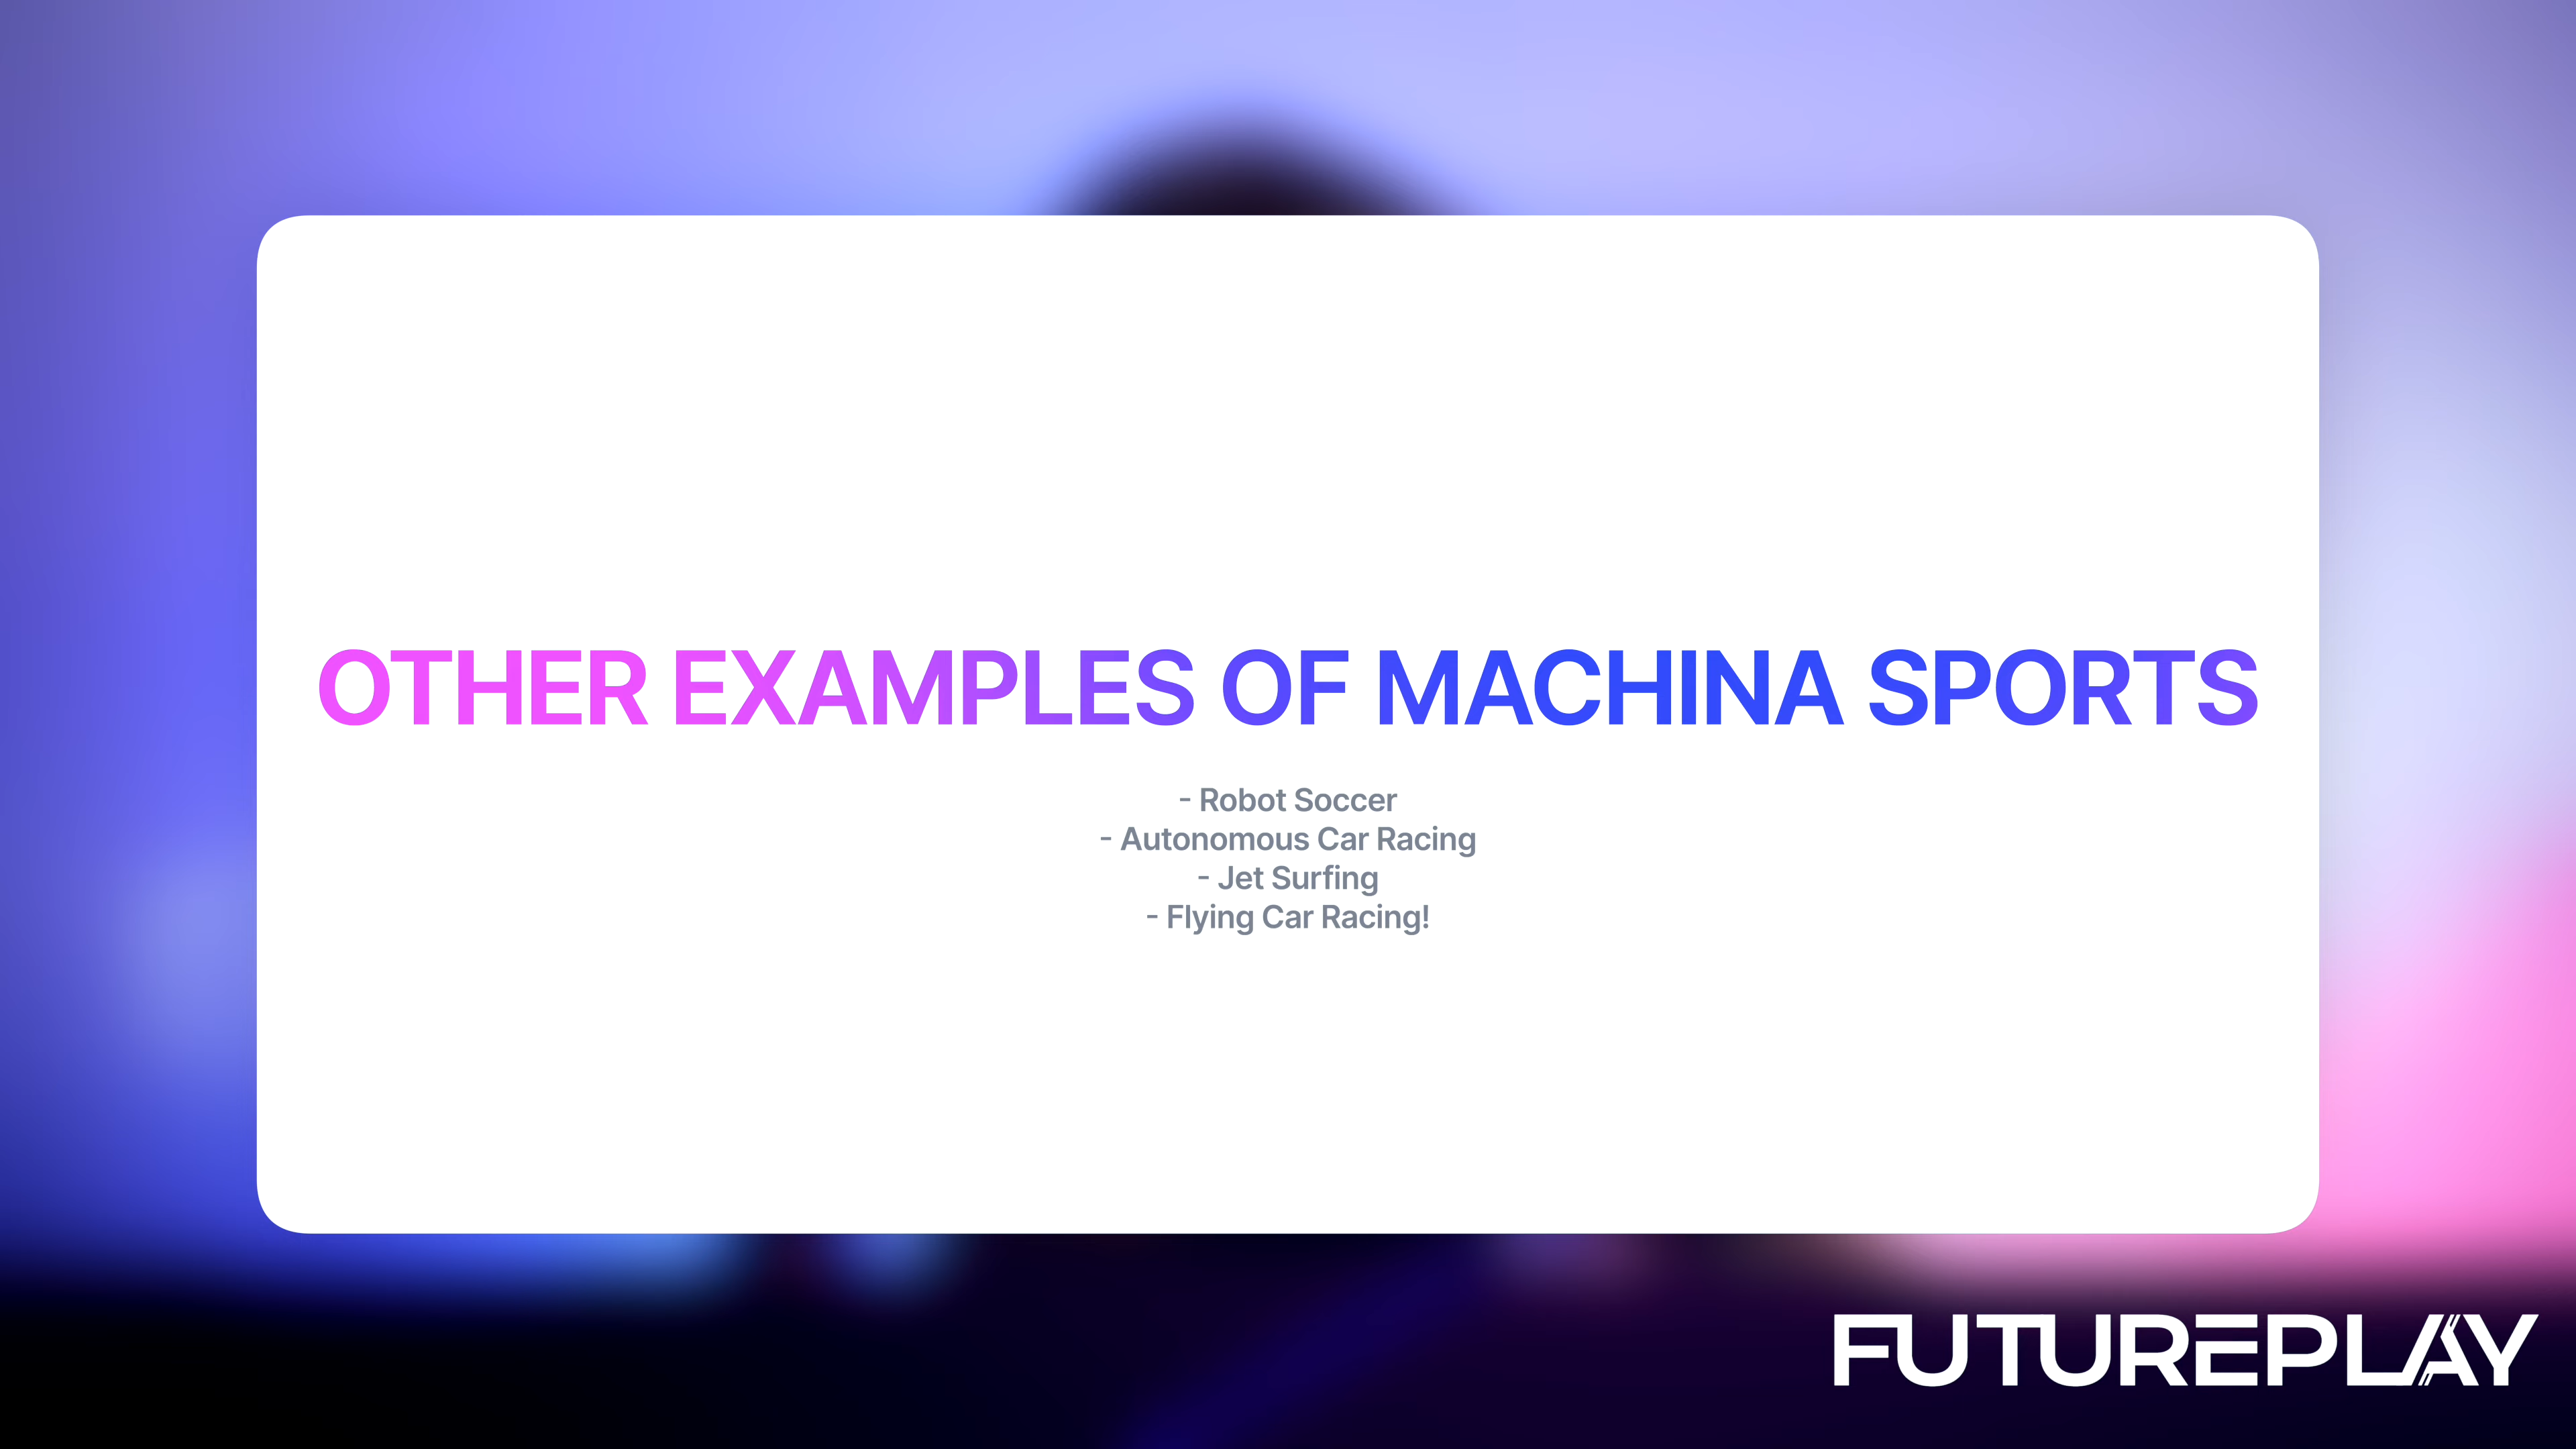 OTHER EXAMPLES OF MACHINA SPORTS
- Robot Soccer
- Autonomous Car Racing
- Jet Surfing
- Flying Car Racing!
FUTUREPLAY